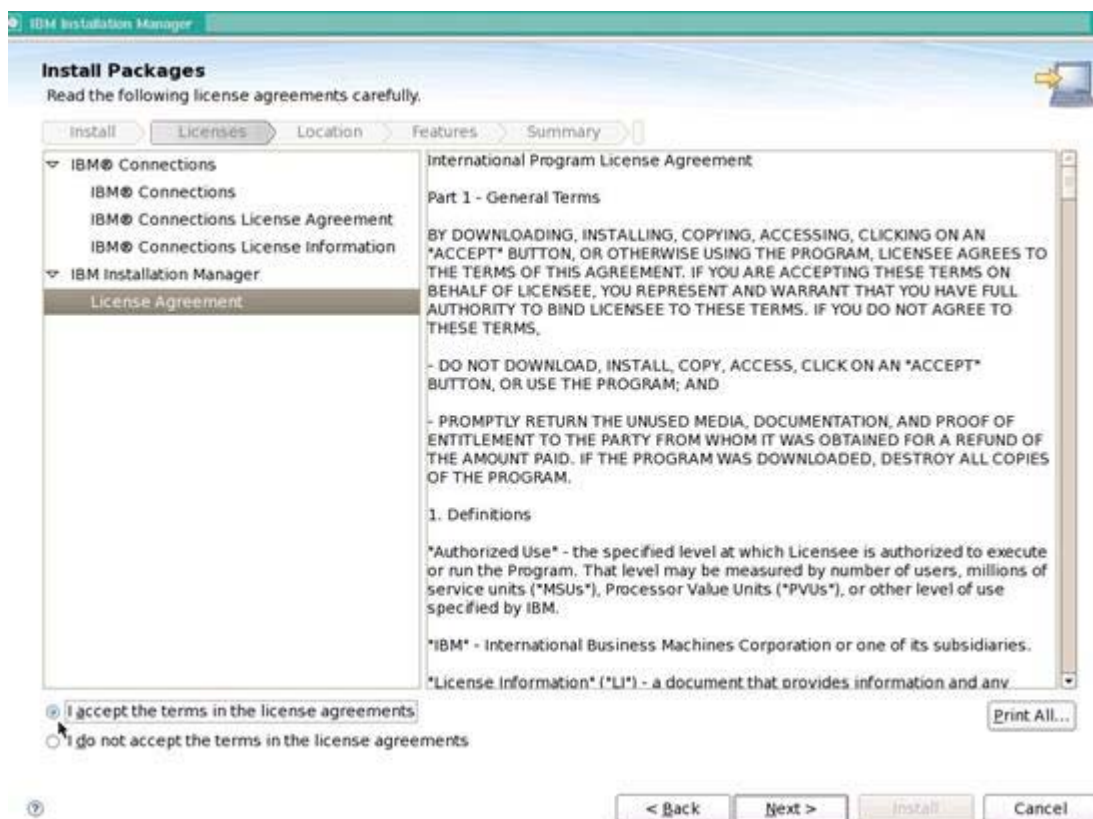 IBM Installation Manager
Install Packages
Read the following license agreements carefully.
Install Licenses Location Features Summary
IBM® Connections
IBM® Connections
IBM® Connections License Agreement
IBM® Connections License Information
IBM Installation Manager
License Agreement
International Program License Agreement
Part 1 - General Terms
BY DOWNLOADING, INSTALLING, COPYING, ACCESSING, CLICKING ON AN
"ACCEPT" BUTTON, OR OTHERWISE USING THE PROGRAM, LICENSEE AGREES TO
THE TERMS OF THIS AGREEMENT. IF YOU ARE ACCEPTING THESE TERMS ON
BEHALF OF LICENSEE, YOU REPRESENT AND WARRANT THAT YOU HAVE FULL
AUTHORITY TO BIND LICENSEE TO THESE TERMS. IF YOU DO NOT AGREE TO
THESE TERMS,
- DO NOT DOWNLOAD, INSTALL, COPY, ACCESS, CLICK ON AN "ACCEPT"
BUTTON, OR USE THE PROGRAM; AND
- PROMPTLY RETURN THE UNUSED MEDIA, DOCUMENTATION, AND PROOF OF
ENTITLEMENT TO THE PARTY FROM WHOM IT WAS OBTAINED FOR A REFUND OF
THE AMOUNT PAID. IF THE PROGRAM WAS DOWNLOADED, DESTROY ALL COPIES
OF THE PROGRAM.
1. Definitions
"Authorized Use" - the specified level at which Licensee is authorized to execute
or run the Program. That level may be measured by number of users, millions of
service units ("MSUs"), Processor Value Units ("PVUs"), or other level of use
specified by IBM.
"IBM" - International Business Machines Corporation or one of its subsidiaries.
"License Information" ("LI") - a document that provides information and any
I accept the terms in the license agreements
Print All...
I do not accept the terms in the license agreements
< Back Next > Install Cancel